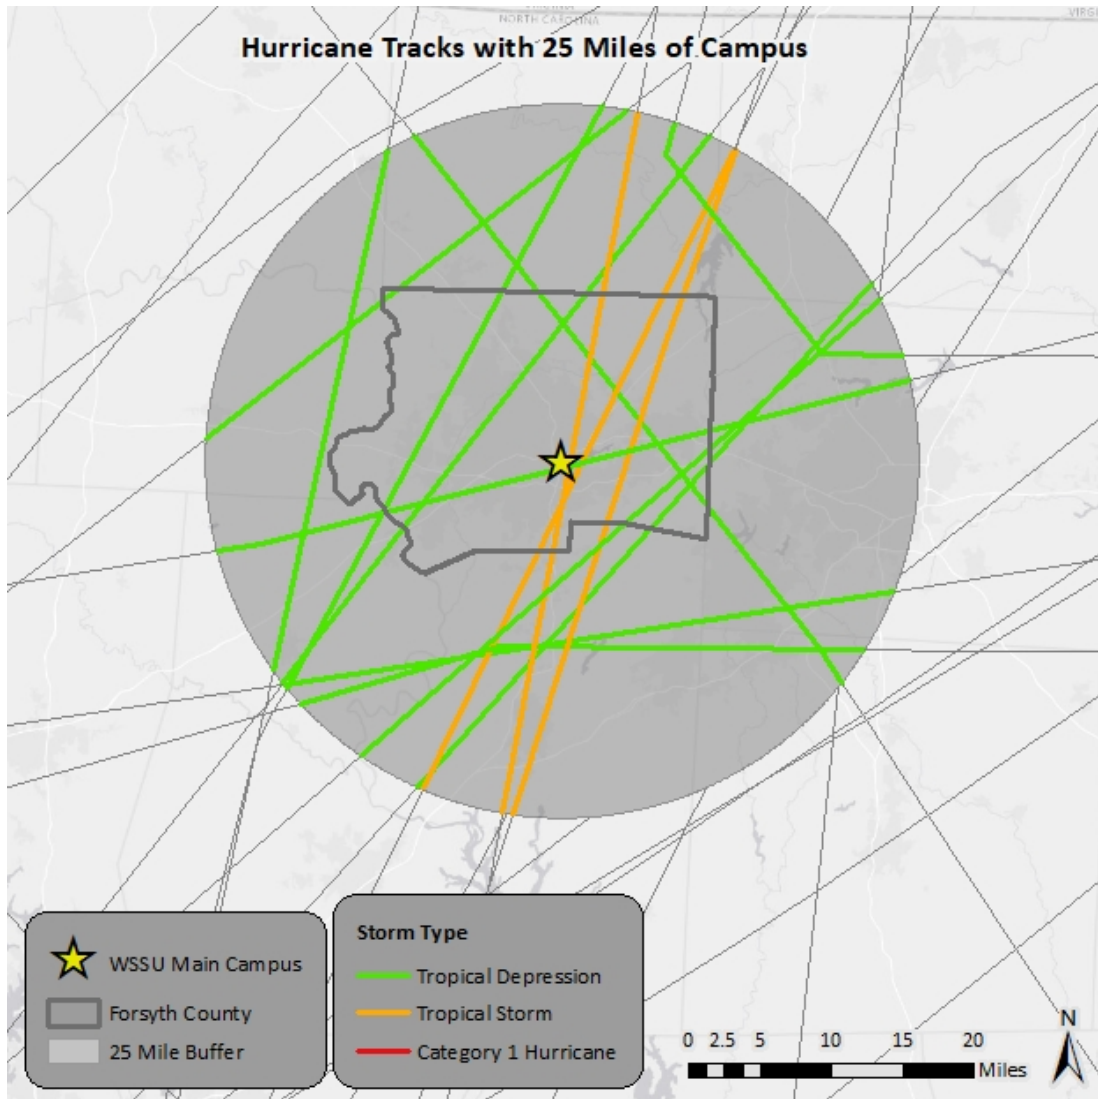 NORTH CAROLINA
Hurricane Tracks with 25 Miles of Campus
WSSU Main Campus
Forsyth County
25 Mile Buffer
Storm Type
Tropical Depression
Tropical Storm
Category 1 Hurricane
0 2.5 5 10 15 20
Miles
N